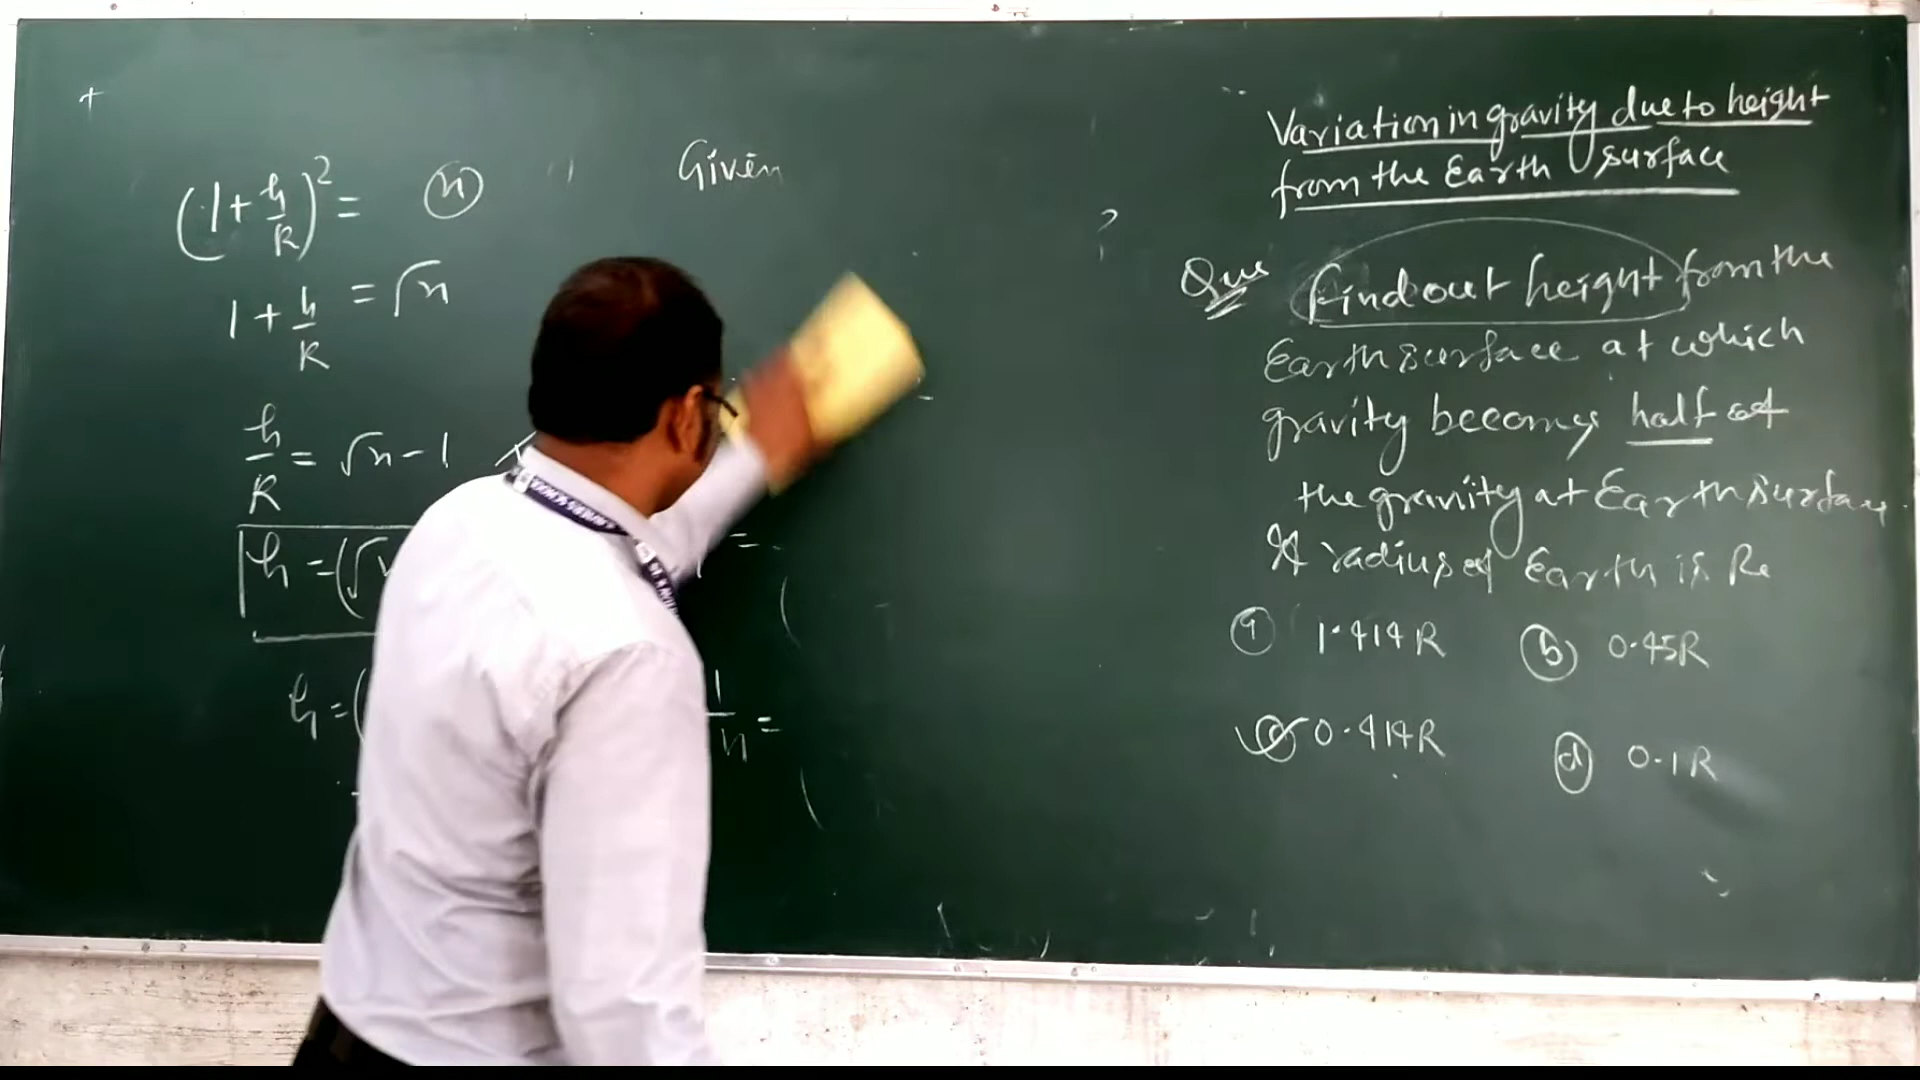 (1 + h/R)² = n
1 + h/R = √n
h/R = √n - 1
h = (√
h = (
Given
=
1/n =
Variation in gravity due to height
from the Earth surface
Que Find out height from the
Earth surface at which
gravity becomes half of
the gravity at Earth surface.
If radius of Earth is Re
(a) 1.414R (b) 0.45R
(c) 0.414R (d) 0.1R